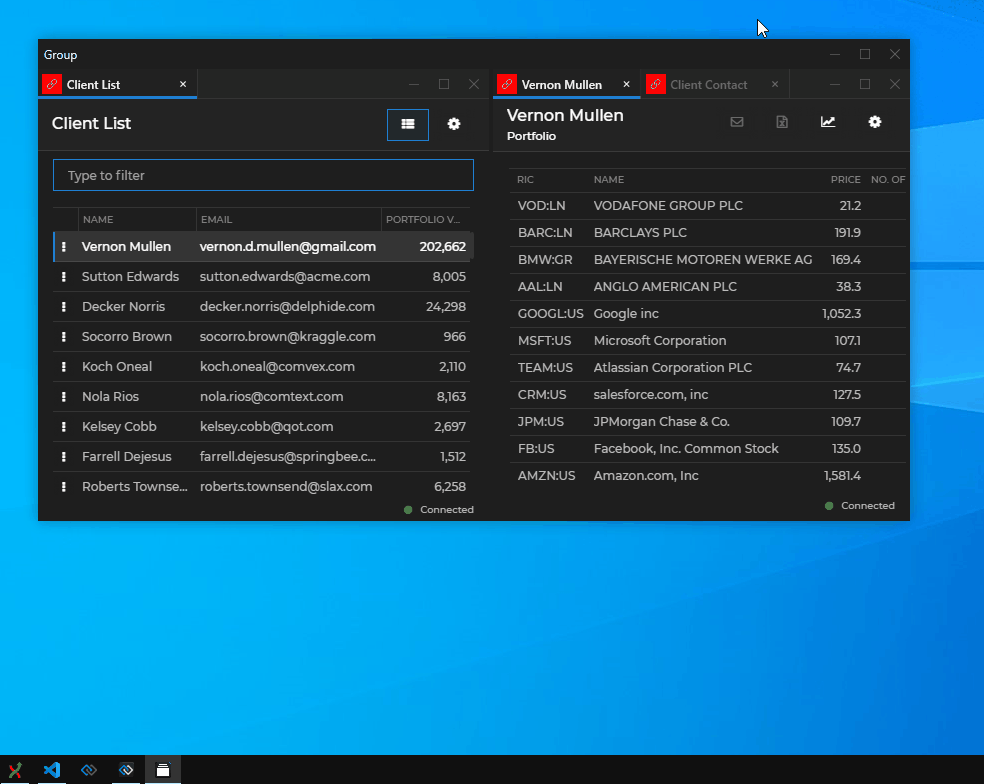 Group
Client List
Client List
Type to filter
NAME EMAIL PORTFOLIO V...
Vernon Mullen vernon.d.mullen@gmail.com 202,662
Sutton Edwards sutton.edwards@acme.com 8,005
Decker Norris decker.norris@delphide.com 24,298
Socorro Brown socorro.brown@kraggle.com 966
Koch Oneal koch.oneal@comvex.com 2,110
Nola Rios nola.rios@comtext.com 8,163
Kelsey Cobb kelsey.cobb@qot.com 2,697
Farrell Dejesus farrell.dejesus@springbee.c... 1,512
Roberts Townse... roberts.townsend@slax.com 6,258
Connected
Vernon Mullen Client Contact
Vernon Mullen
Portfolio
RIC NAME PRICE NO. OF
VOD:LN VODAFONE GROUP PLC 21.2
BARC:LN BARCLAYS PLC 191.9
BMW:GR BAYERISCHE MOTOREN WERKE AG 169.4
AAL:LN ANGLO AMERICAN PLC 38.3
GOOGL:US Google inc 1,052.3
MSFT:US Microsoft Corporation 107.1
TEAM:US Atlassian Corporation PLC 74.7
CRM:US salesforce.com, inc 127.5
JPM:US JPMorgan Chase & Co. 109.7
FB:US Facebook, Inc. Common Stock 135.0
AMZN:US Amazon.com, Inc 1,581.4
Connected